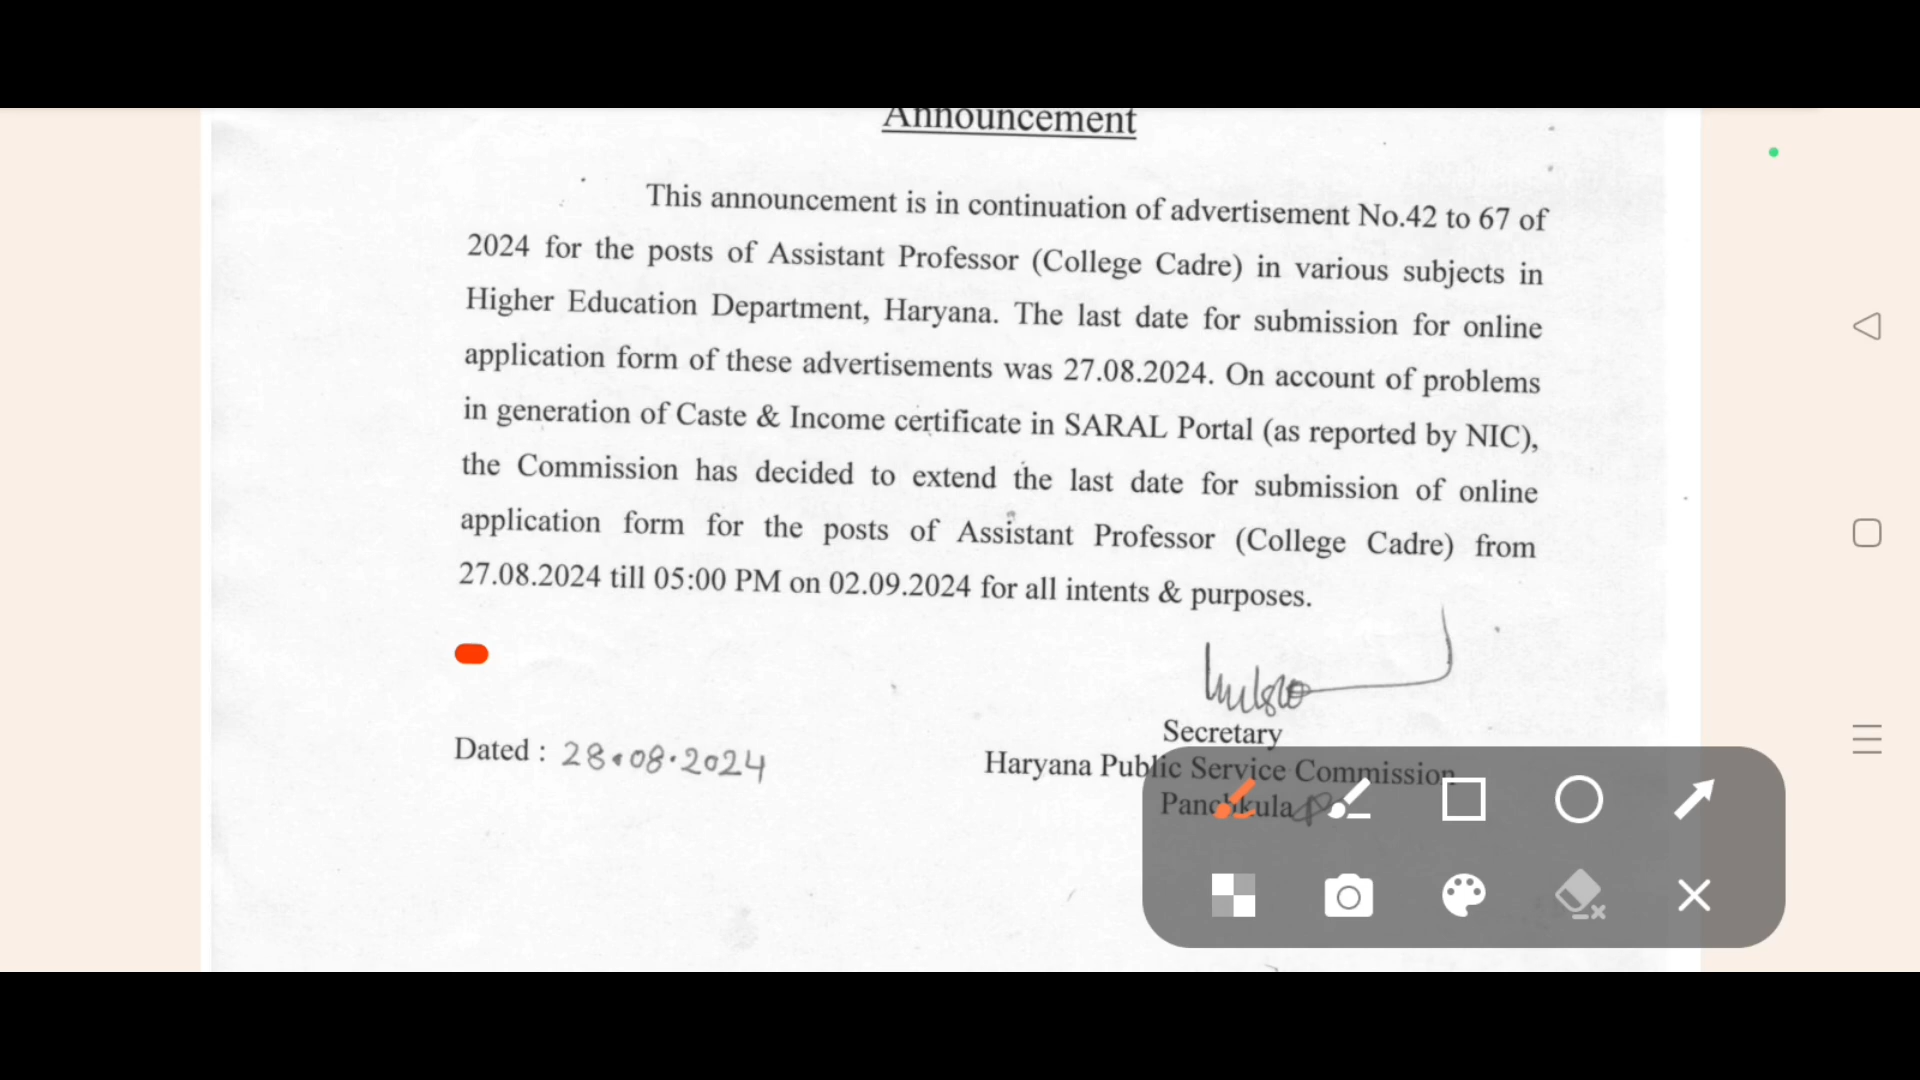 Announcement
This announcement is in continuation of advertisement No.42 to 67 of
2024 for the posts of Assistant Professor (College Cadre) in various subjects in
Higher Education Department, Haryana. The last date for submission for online
application form of these advertisements was 27.08.2024. On account of problems
in generation of Caste & Income certificate in SARAL Portal (as reported by NIC),
the Commission has decided to extend the last date for submission of online
application form for the posts of Assistant Professor (College Cadre) from
27.08.2024 till 05:00 PM on 02.09.2024 for all intents & purposes.
Secretary
Dated : 28.08.2024
Haryana Public Service Commission
Panchkula